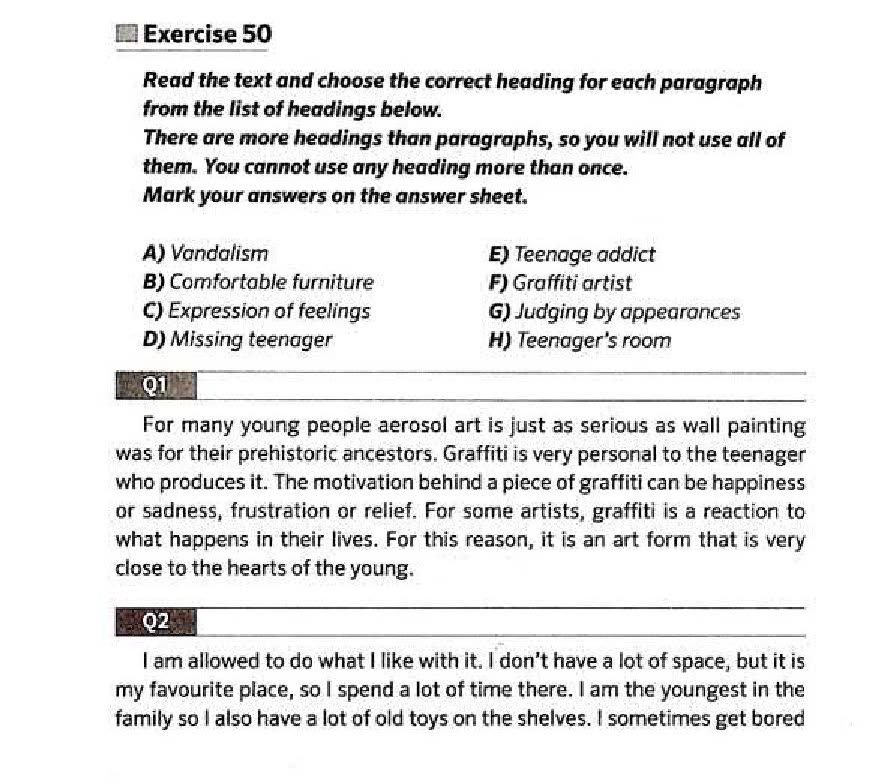 Exercise 50
Read the text and choose the correct heading for each paragraph
from the list of headings below.
There are more headings than paragraphs, so you will not use all of
them. You cannot use any heading more than once.
Mark your answers on the answer sheet.
A) Vandalism
B) Comfortable furniture
C) Expression of feelings
D) Missing teenager
E) Teenage addict
F) Graffiti artist
G) Judging by appearances
H) Teenager's room
Q1
For many young people aerosol art is just as serious as wall painting
was for their prehistoric ancestors. Graffiti is very personal to the teenager
who produces it. The motivation behind a piece of graffiti can be happiness
or sadness, frustration or relief. For some artists, graffiti is a reaction to
what happens in their lives. For this reason, it is an art form that is very
close to the hearts of the young.
Q2
I am allowed to do what I like with it. I don't have a lot of space, but it is
my favourite place, so I spend a lot of time there. I am the youngest in the
family so I also have a lot of old toys on the shelves. I sometimes get bored